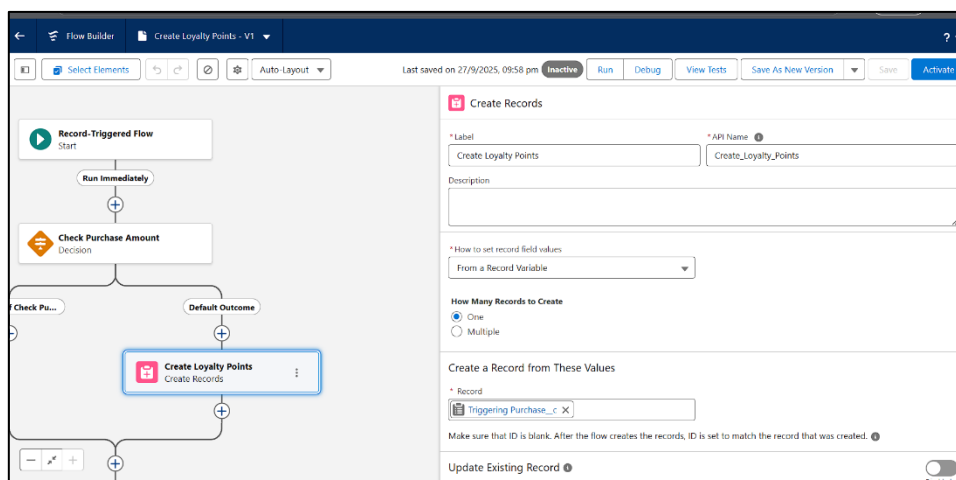 Flow Builder
Create Loyalty Points - V1
?
Select Elements
Auto-Layout
Last saved on 27/9/2025, 09:58 pm
Inactive
Run
Debug
View Tests
Save As New Version
Save
Activate
Record-Triggered Flow
Start
Run Immediately
Check Purchase Amount
Decision
f Check Pu...
Default Outcome
Create Loyalty Points
Create Records
Create Records
* Label
* API Name
Create Loyalty Points
Create_Loyalty_Points
Description
* How to set record field values
From a Record Variable
How Many Records to Create
One
Multiple
Create a Record from These Values
* Record
Triggering Purchase__c
Make sure that ID is blank. After the flow creates the records, ID is set to match the record that was created.
Update Existing Record